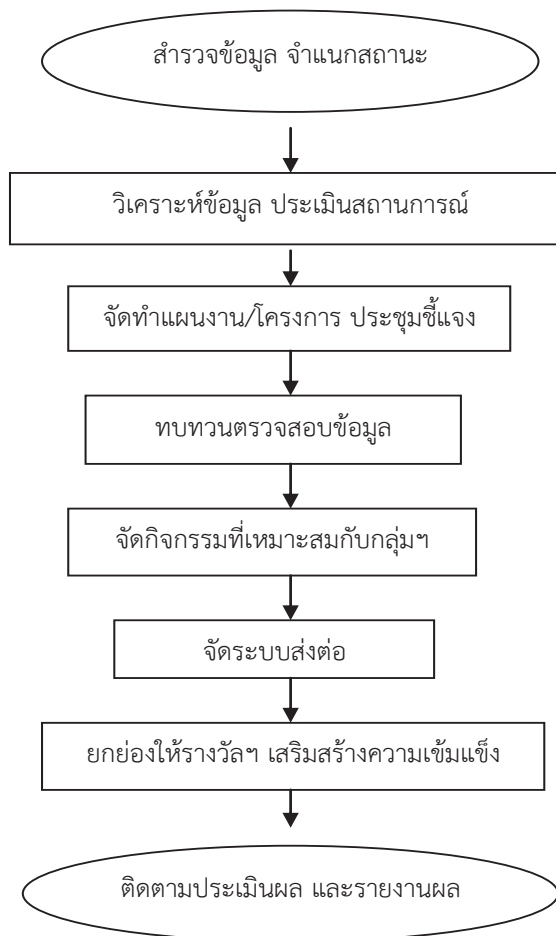 สำรวจข้อมูล จำแนกสถานะ
วิเคราะห์ข้อมูล ประเมินสถานการณ์
จัดทำแผนงาน/โครงการ ประชุมชี้แจง
ทบทวนตรวจสอบข้อมูล
จัดกิจกรรมที่เหมาะสมกับกลุ่มฯ
จัดระบบส่งต่อ
ยกย่องให้รางวัลฯ เสริมสร้างความเข้มแข็ง
ติดตามประเมินผล และรายงานผล